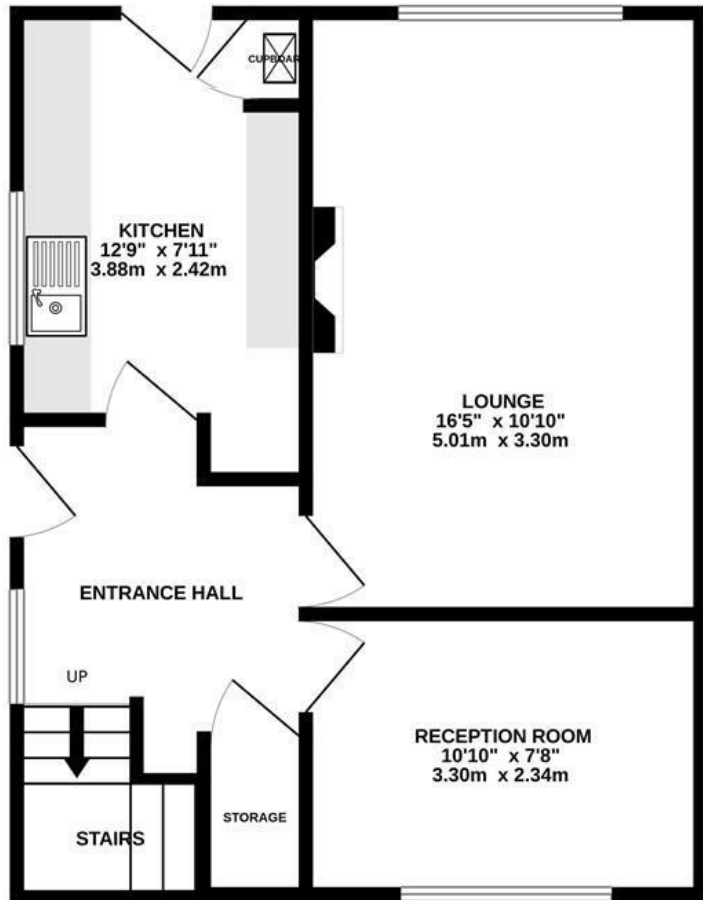 CUPBOAR
KITCHEN
12'9" x 7'11"
3.88m x 2.42m
LOUNGE
16'5" x 10'10"
5.01m x 3.30m
ENTRANCE HALL
UP
RECEPTION ROOM
10'10" x 7'8"
3.30m x 2.34m
STORAGE
STAIRS